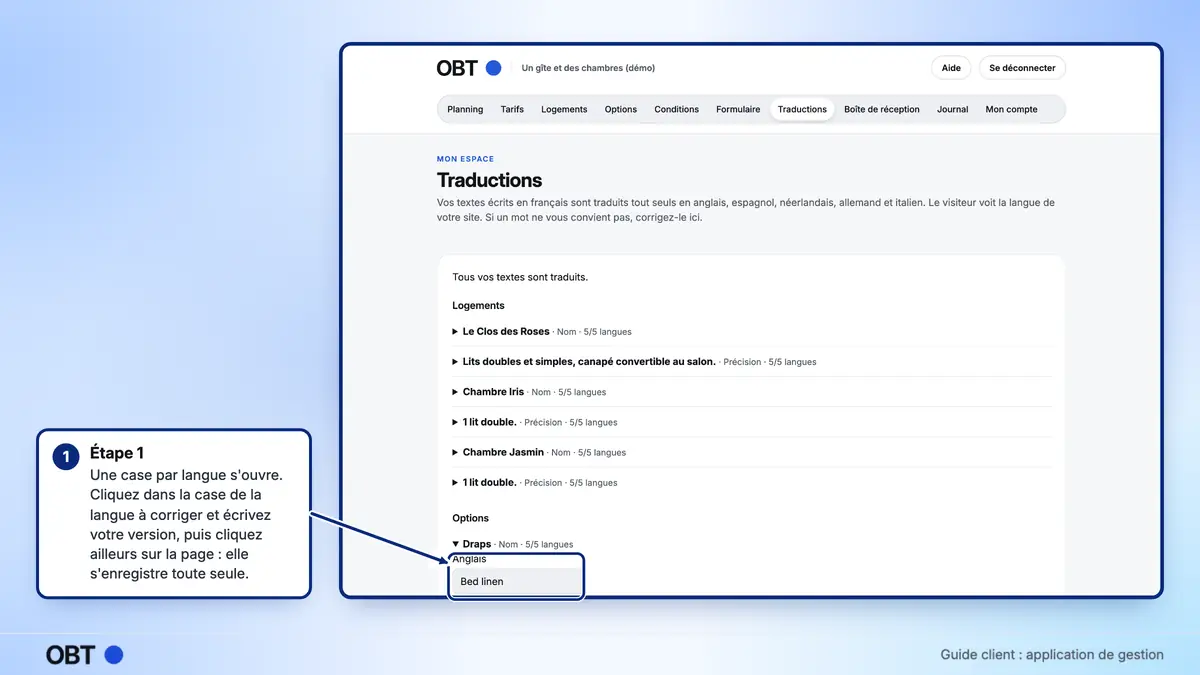 OBT
Un gîte et des chambres (démo)
Aide
Se déconnecter
Planning
Tarifs
Logements
Options
Conditions
Formulaire
Traductions
Boîte de réception
Journal
Mon compte
MON ESPACE
Traductions
Vos textes écrits en français sont traduits tout seuls en anglais, espagnol, néerlandais, allemand et italien. Le visiteur voit la langue de
votre site. Si un mot ne vous convient pas, corrigez-le ici.
Tous vos textes sont traduits.
Logements
Le Clos des Roses · Nom · 5/5 langues
Lits doubles et simples, canapé convertible au salon. · Précision · 5/5 langues
Chambre Iris · Nom · 5/5 langues
1 lit double. · Précision · 5/5 langues
Chambre Jasmin · Nom · 5/5 langues
1 lit double. · Précision · 5/5 langues
Options
Draps · Nom · 5/5 langues
Anglais
Bed linen
1
Étape 1
Une case par langue s'ouvre.
Cliquez dans la case de la
langue à corriger et écrivez
votre version, puis cliquez
ailleurs sur la page : elle
s'enregistre toute seule.
OBT
Guide client : application de gestion